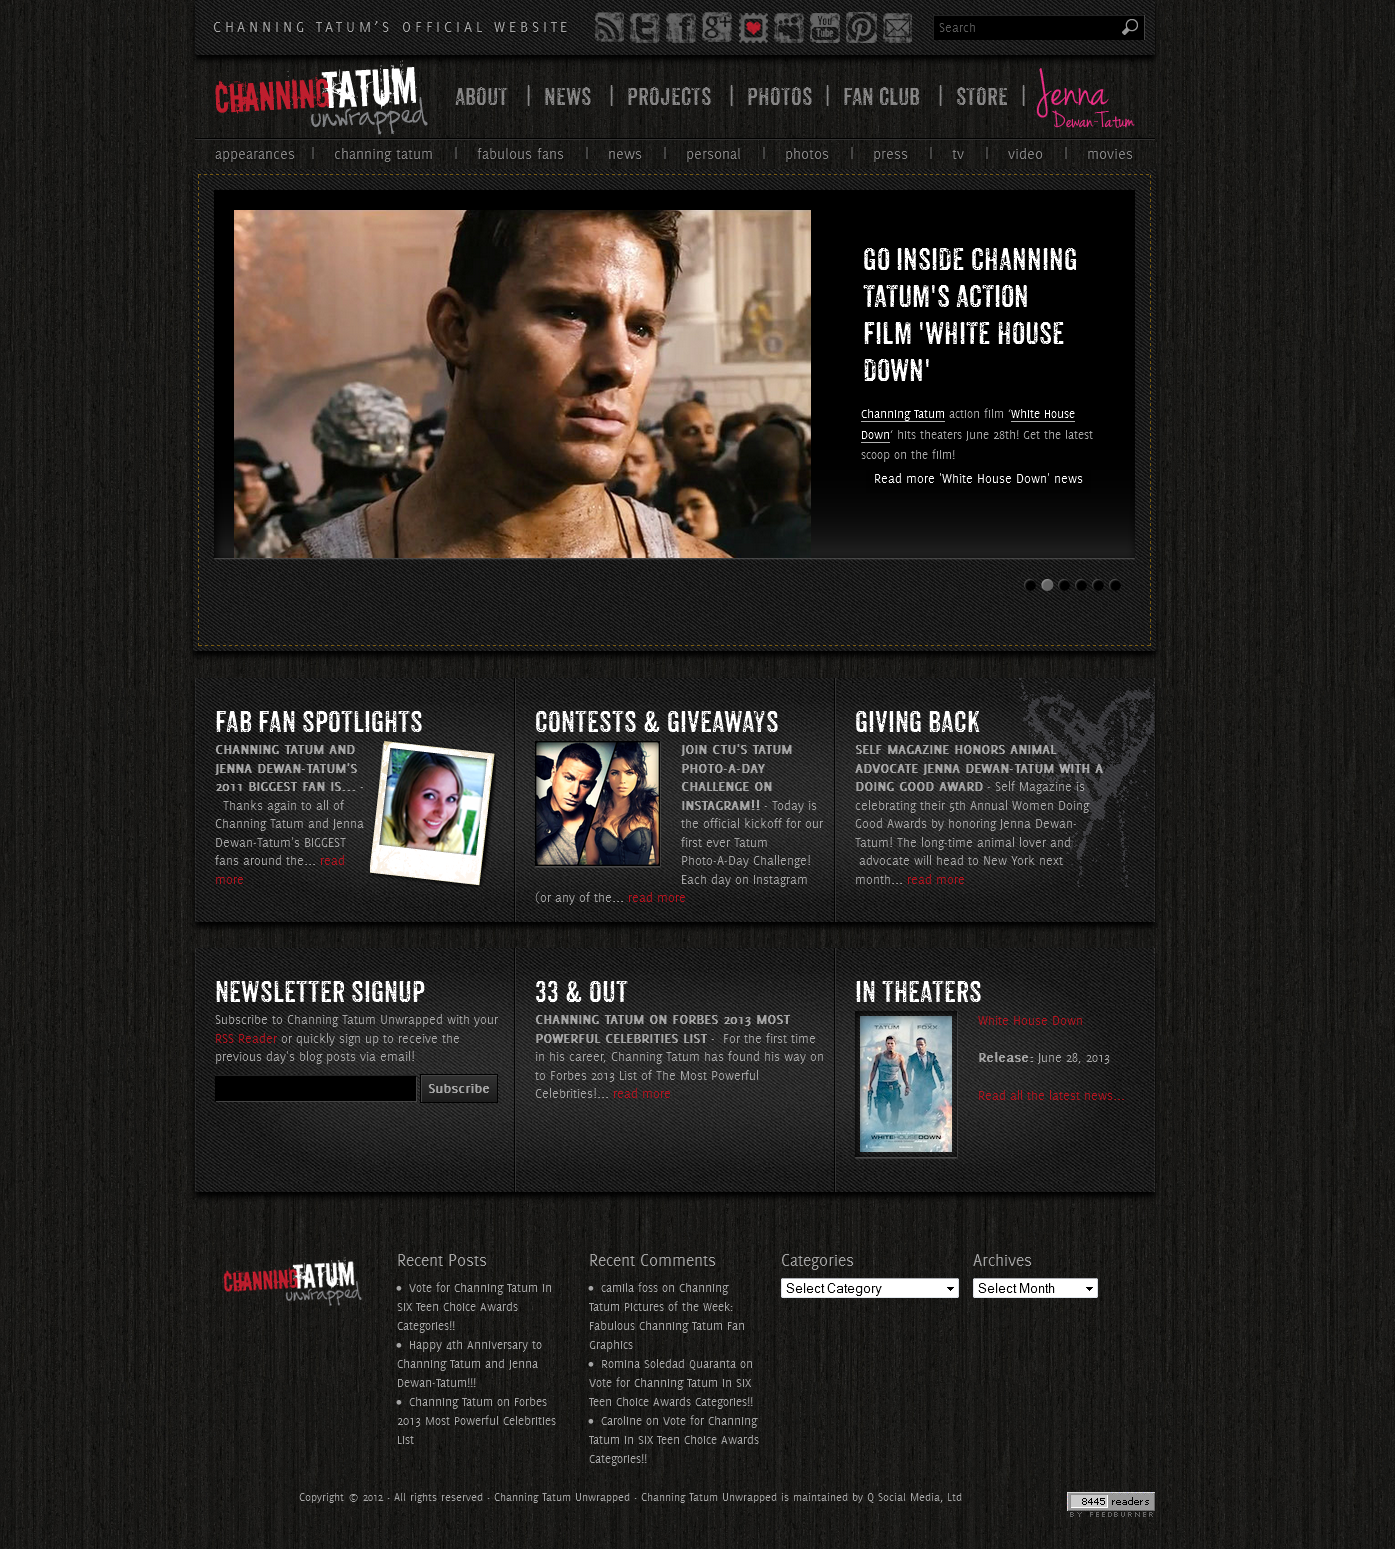 CHANNING TATUM'S OFFICIAL WEBSITE
You Tube
Search
CHANNING TATUM
unwrapped
ABOUT | NEWS | PROJECTS | PHOTOS | FAN CLUB | STORE |
Jenna
Dewan-Tatum
appearances | channing tatum | fabulous fans | news | personal | photos | press | tv | video | movies
GO INSIDE CHANNING
TATUM'S ACTION
FILM 'WHITE HOUSE
DOWN'
Channing Tatum action film 'White House
Down' hits theaters June 28th! Get the latest
scoop on the film!
Read more 'White House Down' news
FAB FAN SPOTLIGHTS
CHANNING TATUM AND
JENNA DEWAN-TATUM'S
2011 BIGGEST FAN IS... -
Thanks again to all of
Channing Tatum and Jenna
Dewan-Tatum's BIGGEST
fans around the... read
more
CONTESTS & GIVEAWAYS
JOIN CTU'S TATUM
PHOTO-A-DAY
CHALLENGE ON
INSTAGRAM!! - Today is
the official kickoff for our
first ever Tatum
Photo-A-Day Challenge!
Each day on Instagram
(or any of the... read more
GIVING BACK
SELF MAGAZINE HONORS ANIMAL
ADVOCATE JENNA DEWAN-TATUM WITH A
DOING GOOD AWARD - Self Magazine is
celebrating their 5th Annual Women Doing
Good Awards by honoring Jenna Dewan-
Tatum! The long-time animal lover and
advocate will head to New York next
month... read more
NEWSLETTER SIGNUP
Subscribe to Channing Tatum Unwrapped with your
RSS Reader or quickly sign up to receive the
previous day's blog posts via email!
Subscribe
33 & OUT
CHANNING TATUM ON FORBES 2013 MOST
POWERFUL CELEBRITIES LIST - For the first time
in his career, Channing Tatum has found his way on
to Forbes 2013 List of The Most Powerful
Celebrities!... read more
IN THEATERS
TATUM FOXX
WHITE HOUSE DOWN
White House Down
Release: June 28, 2013
Read all the latest news...
CHANNING TATUM
unwrapped
Recent Posts
• Vote for Channing Tatum in
SIX Teen Choice Awards
Categories!!
• Happy 4th Anniversary to
Channing Tatum and Jenna
Dewan-Tatum!!!
• Channing Tatum on Forbes
2013 Most Powerful Celebrities
List
Recent Comments
• camila foss on Channing
Tatum Pictures of the Week:
Fabulous Channing Tatum Fan
Graphics
• Romina Soledad Quaranta on
Vote for Channing Tatum in SIX
Teen Choice Awards Categories!!
• Caroline on Vote for Channing
Tatum in SIX Teen Choice Awards
Categories!!
Categories
Select Category
Archives
Select Month
Copyright © 2012 · All rights reserved · Channing Tatum Unwrapped · Channing Tatum Unwrapped is maintained by Q Social Media, Ltd
8445 readers
BY FEEDBURNER